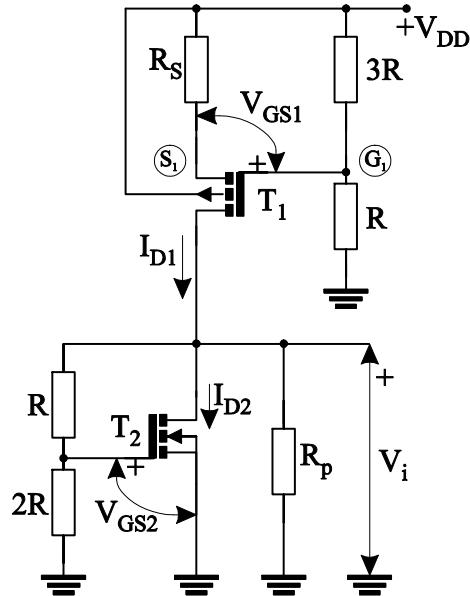 +V_DD
R_S
3R
V_GS1
S_1
G_1
+
T_1
R
I_D1
+
R
T_2
I_D2
+
R_p
V_i
2R
V_GS2